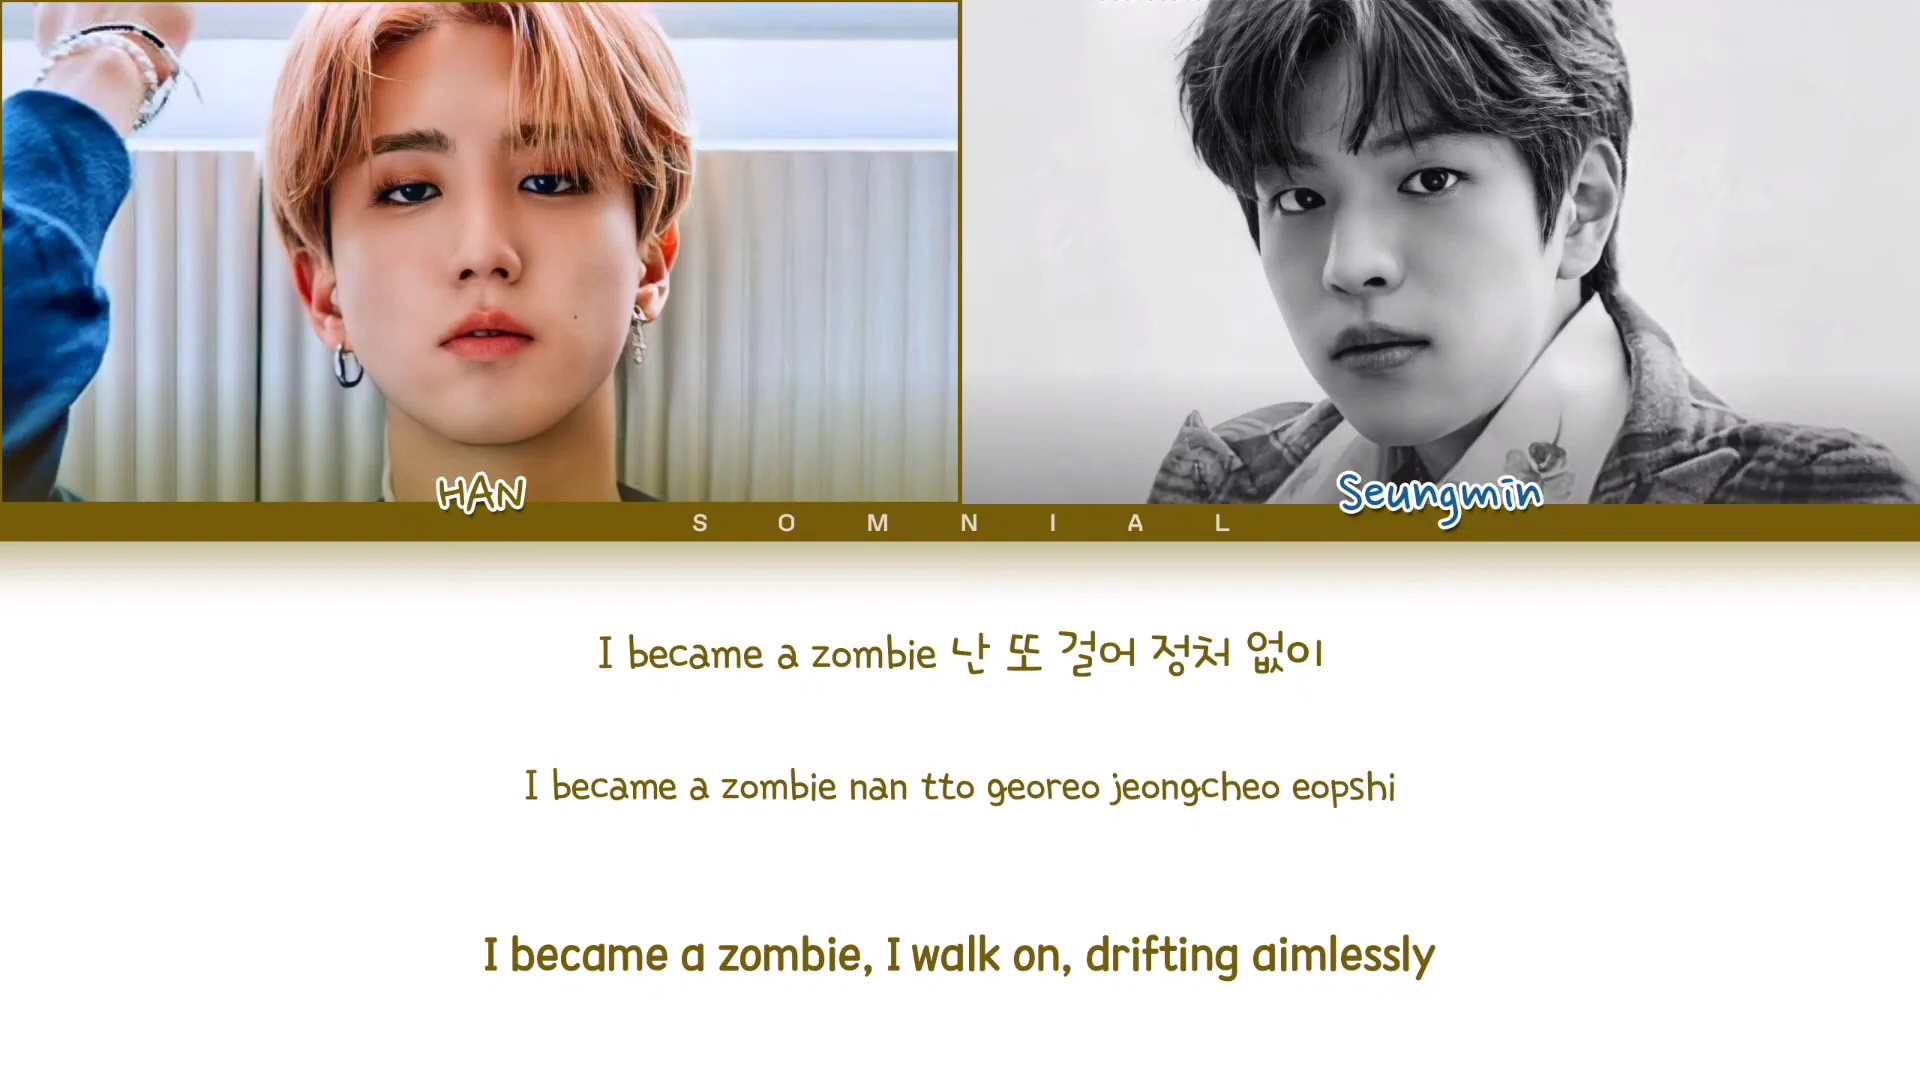 HAN
Seungmin
SOMNIAL
I became a zombie 난 또 걸어 정처 없이
I became a zombie nan tto georeo jeongcheo eopshi
I became a zombie, I walk on, drifting aimlessly